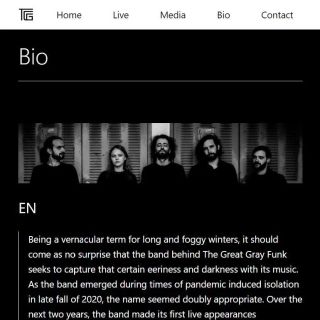 TGG Home Live Media Bio Contact
Bio
EN
Being a vernacular term for long and foggy winters, it should
come as no surprise that the band behind The Great Gray Funk
seeks to capture that certain eeriness and darkness with its music.
As the band emerged during times of pandemic induced isolation
in late fall of 2020, the name seemed doubly appropriate. Over the
next two years, the band made its first live appearances